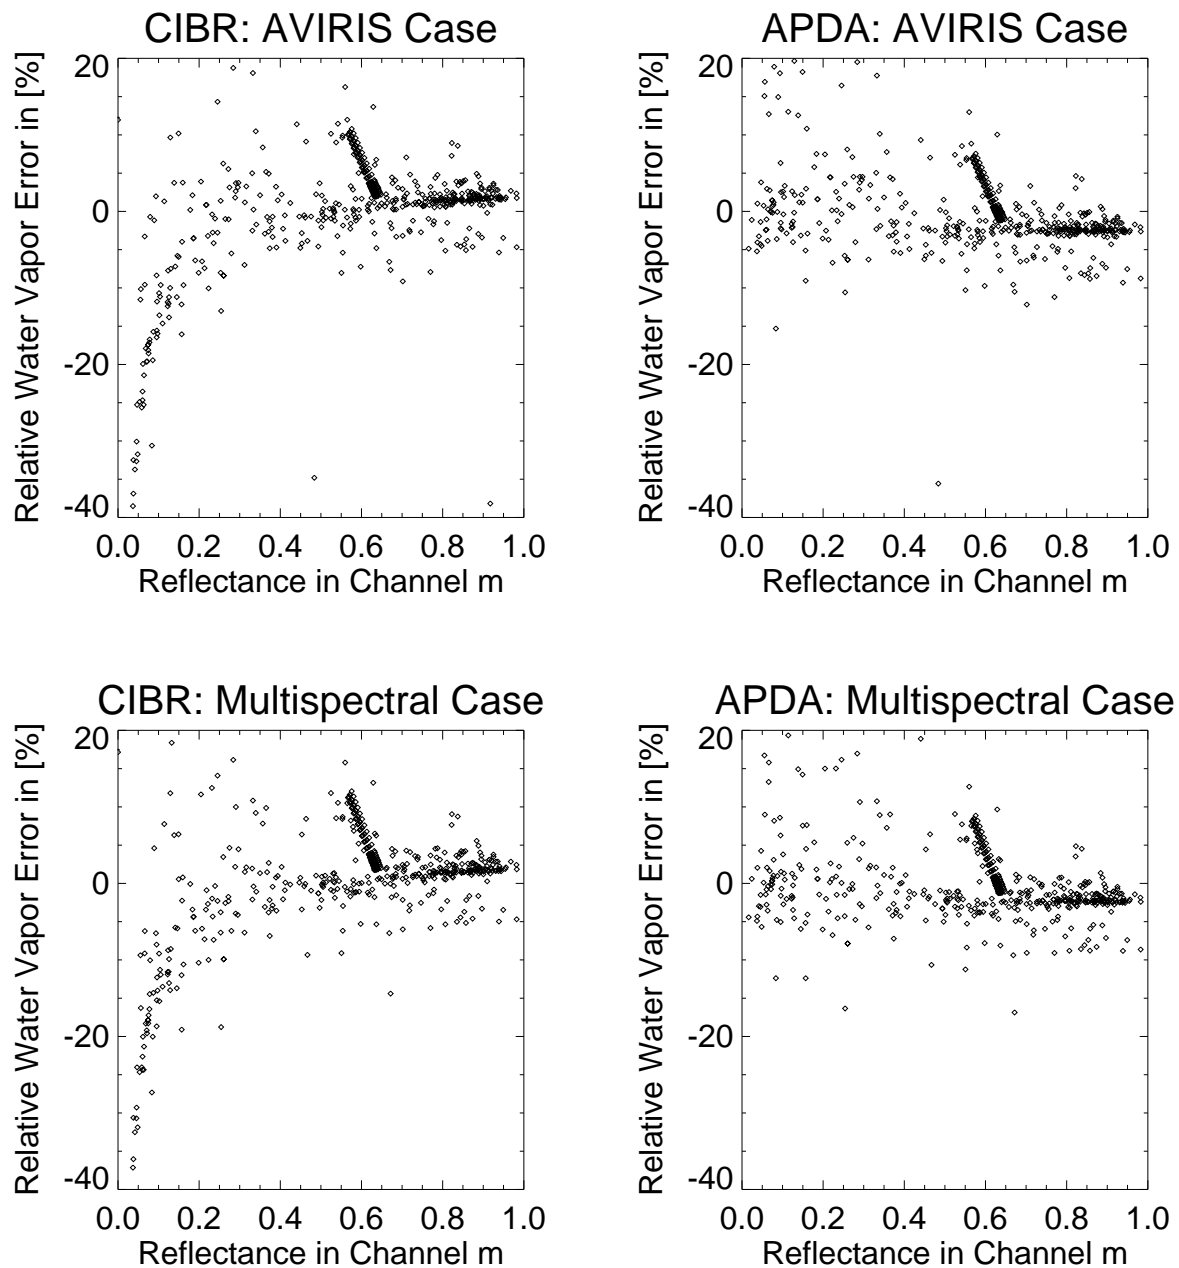 CIBR: AVIRIS Case
Relative Water Vapor Error in [%]
20
0
-20
-40
0.0 0.2 0.4 0.6 0.8 1.0
Reflectance in Channel m
APDA: AVIRIS Case
Relative Water Vapor Error in [%]
20
0
-20
-40
0.0 0.2 0.4 0.6 0.8 1.0
Reflectance in Channel m
CIBR: Multispectral Case
Relative Water Vapor Error in [%]
20
0
-20
-40
0.0 0.2 0.4 0.6 0.8 1.0
Reflectance in Channel m
APDA: Multispectral Case
Relative Water Vapor Error in [%]
20
0
-20
-40
0.0 0.2 0.4 0.6 0.8 1.0
Reflectance in Channel m